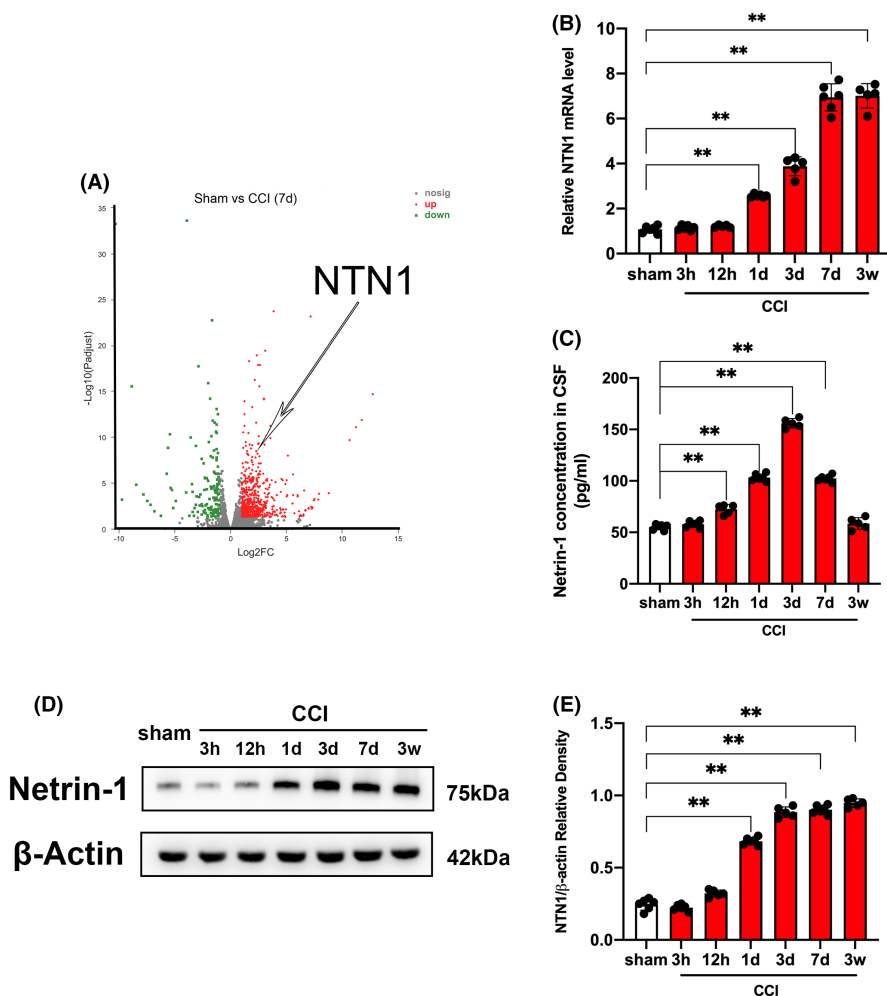 (A)
Sham vs CCI (7d)
nosig
up
down
NTN1
-Log10(Padjust)
35
30
25
20
15
10
5
0
-10
-5
0
5
10
15
Log2FC
(B)
Relative NTN1 mRNA level
10
8
6
4
2
0
**
**
**
**
sham 3h 12h 1d 3d 7d 3w
CCI
(C)
Netrin-1 concentration in CSF
(pg/ml)
200
150
100
50
0
**
**
**
**
sham 3h 12h 1d 3d 7d 3w
CCI
(D)
CCI
sham 3h 12h 1d 3d 7d 3w
Netrin-1 75kDa
β-Actin 42kDa
(E)
NTN1/β-actin Relative Density
1.5
1.0
0.5
0.0
**
**
**
**
sham 3h 12h 1d 3d 7d 3w
CCI